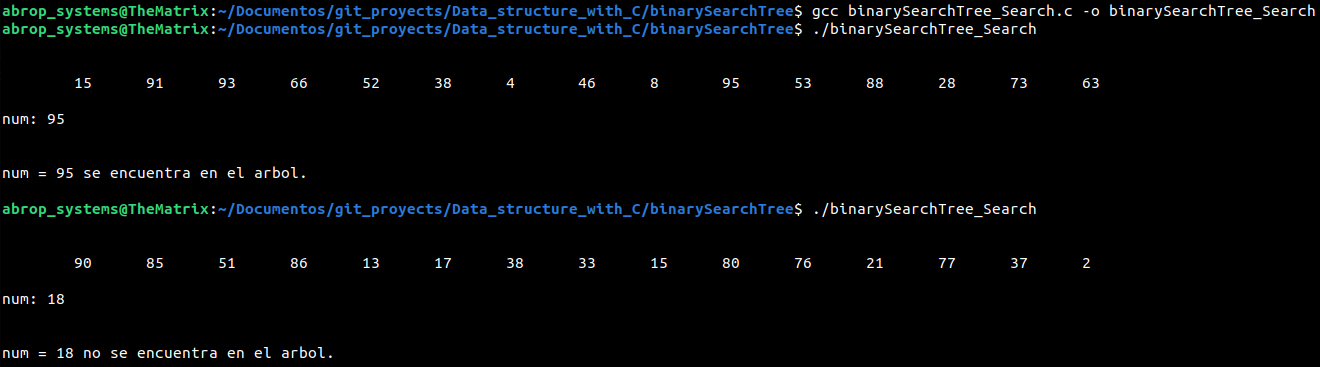 abrop_systems@TheMatrix:~/Documentos/git_proyects/Data_structure_with_C/binarySearchTree$ gcc binarySearchTree_Search.c -o binarySearchTree_Search
abrop_systems@TheMatrix:~/Documentos/git_proyects/Data_structure_with_C/binarySearchTree$ ./binarySearchTree_Search
15 91 93 66 52 38 4 46 8 95 53 88 28 73 63
num: 95
num = 95 se encuentra en el arbol.
abrop_systems@TheMatrix:~/Documentos/git_proyects/Data_structure_with_C/binarySearchTree$ ./binarySearchTree_Search
90 85 51 86 13 17 38 33 15 80 76 21 77 37 2
num: 18
num = 18 no se encuentra en el arbol.